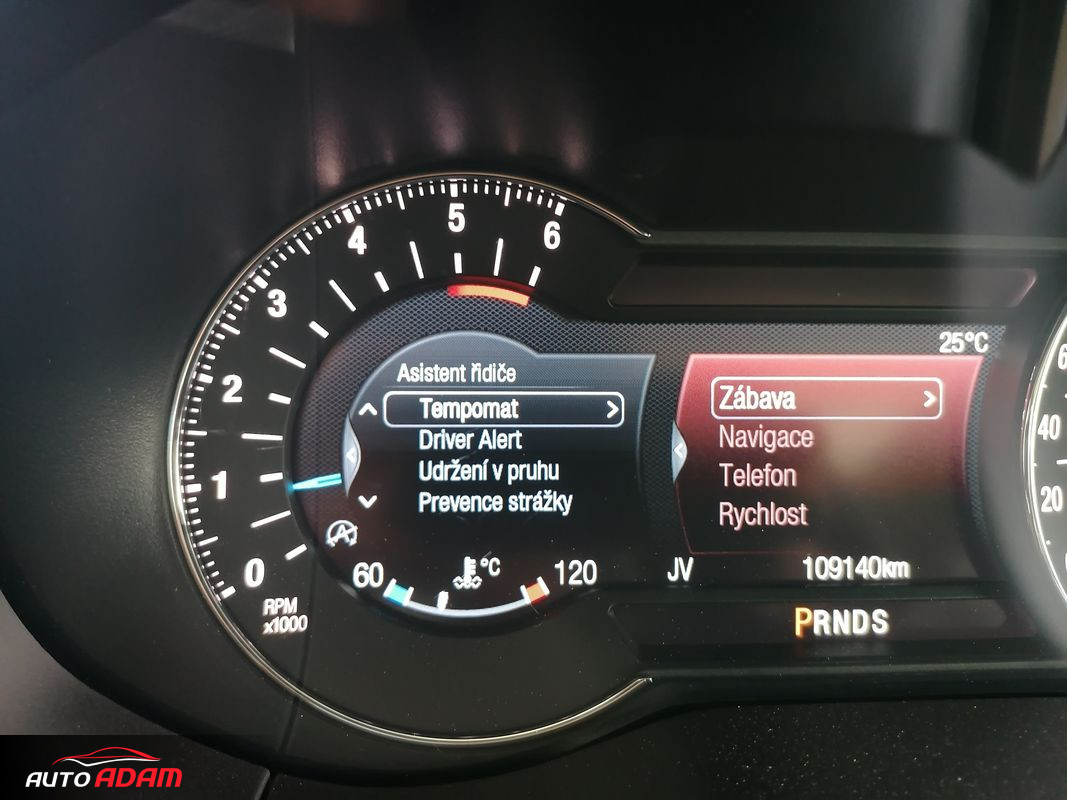 6
5
4
3
2
1
0
RPM
x1000
Asistent řidiče
Tempomat
Driver Alert
Udržení v pruhu
Prevence strážky
60
°C
120
25°C
Zábava
Navigace
Telefon
Rychlost
JV
109140km
PRNDS
40
20
AUTO ADAM